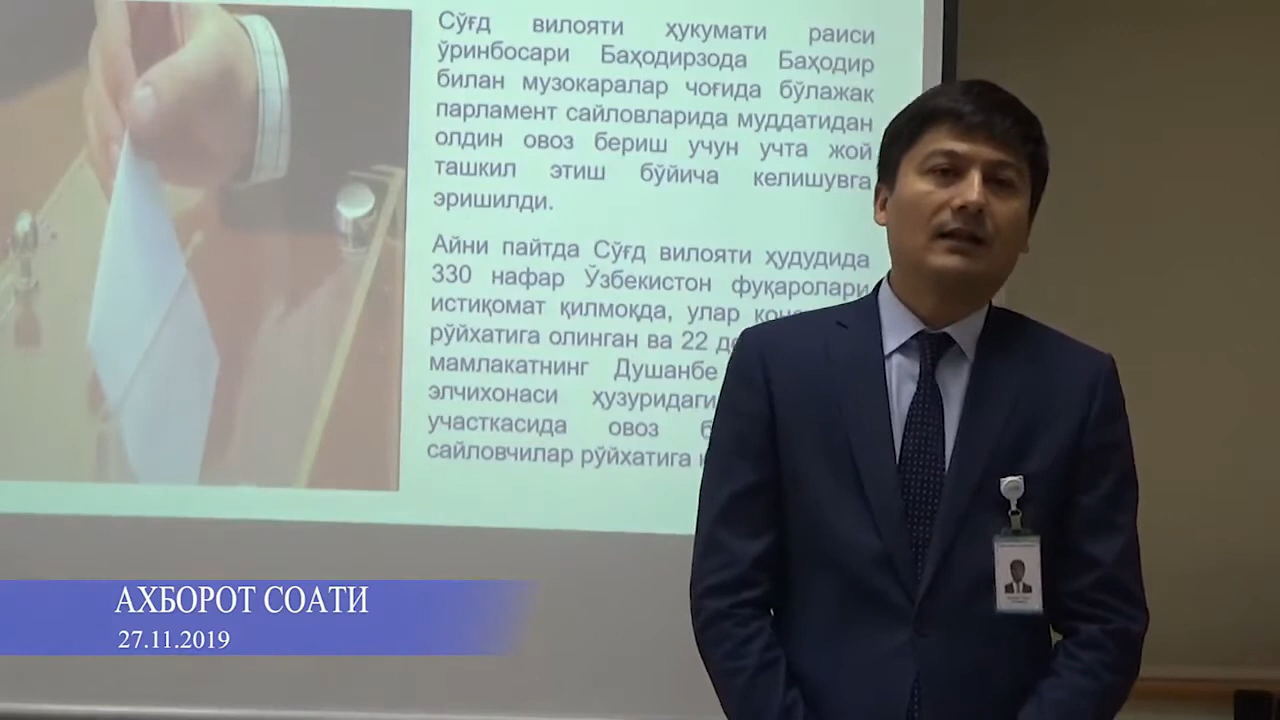 Сўғд вилояти ҳукумати раиси
ўринбосари Баҳодирзода Баҳодир
билан музокаралар чоғида бўлажак
парламент сайловларида муддатидан
олдин овоз бериш учун учта жой
ташкил этиш бўйича келишувга
эришилди.
Айни пайтда Сўғд вилояти ҳудудида
330 нафар Ўзбекистон фуқаролари
истиқомат қилмоқда, улар
рўйхатига олинган ва 22
мамлакатнинг Душанбе
элчихонаси ҳузуридаги
участкасида овоз
сайловчилар рўйхатига
АХБОРОТ СОАТИ
27.11.2019